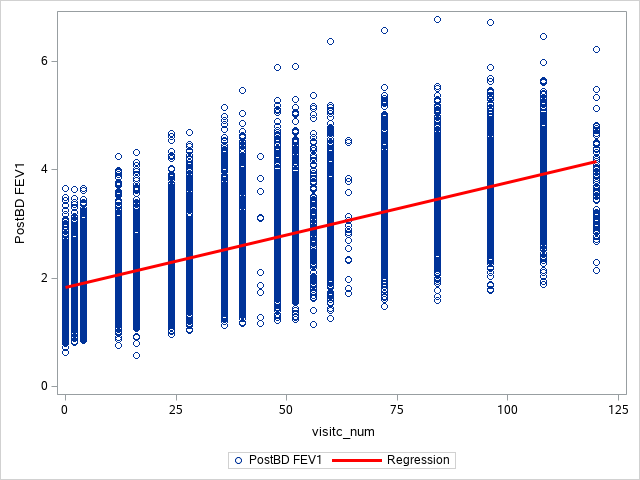 6
4
2
0
PostBD FEV1
0 25 50 75 100 125
visitc_num
PostBD FEV1 Regression